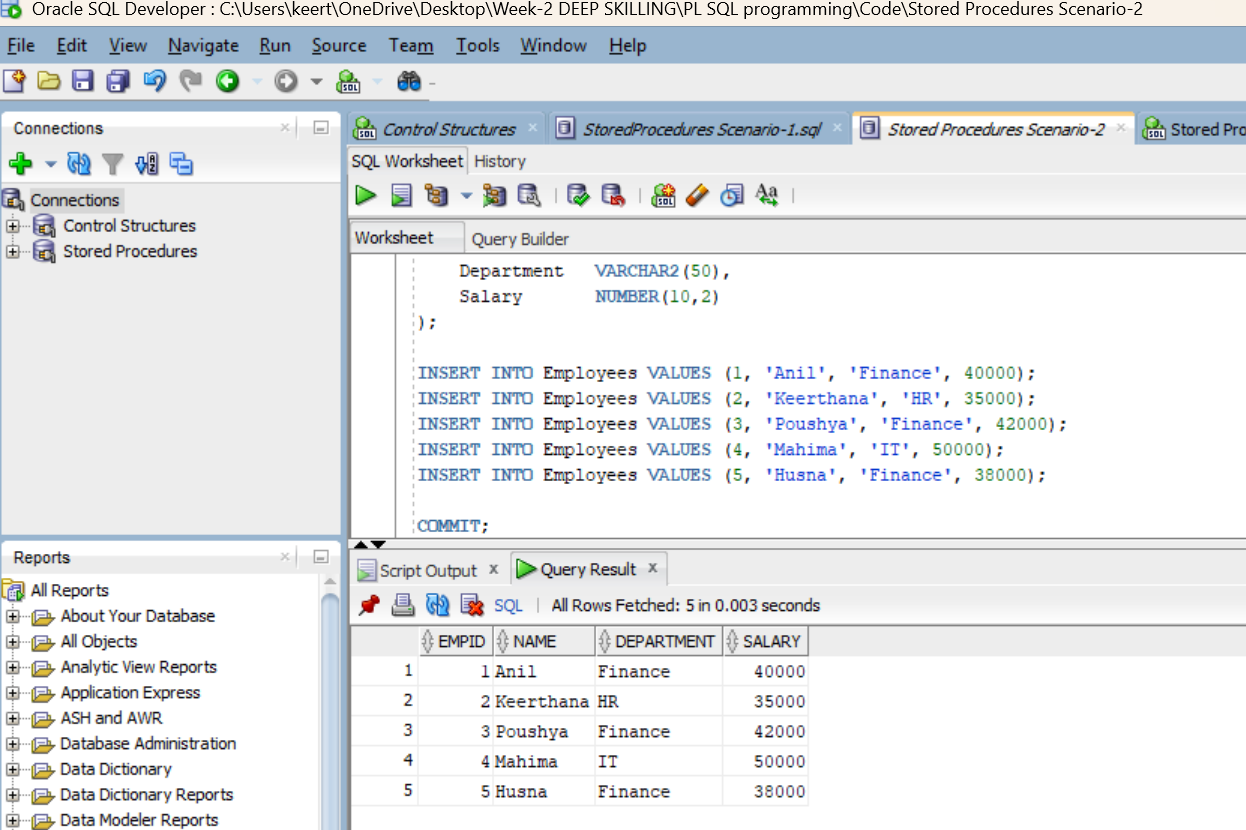 Oracle SQL Developer : C:\Users\keert\OneDrive\Desktop\Week-2 DEEP SKILLING\PL SQL programming\Code\Stored Procedures Scenario-2
File Edit View Navigate Run Source Team Tools Window Help
SQL
Connections
Connections
Control Structures
Stored Procedures
SQL Control Structures
StoredProcedures Scenario-1.sql
Stored Procedures Scenario-2
SQL Stored Pro
SQL Worksheet History
SQL Aa
Worksheet Query Builder
Department VARCHAR2(50),
Salary NUMBER(10,2)
);
INSERT INTO Employees VALUES (1, 'Anil', 'Finance', 40000);
INSERT INTO Employees VALUES (2, 'Keerthana', 'HR', 35000);
INSERT INTO Employees VALUES (3, 'Poushya', 'Finance', 42000);
INSERT INTO Employees VALUES (4, 'Mahima', 'IT', 50000);
INSERT INTO Employees VALUES (5, 'Husna', 'Finance', 38000);
COMMIT;
Reports
All Reports
About Your Database
All Objects
Analytic View Reports
Application Express
ASH and AWR
Database Administration
Data Dictionary
Data Dictionary Reports
Data Modeler Reports
Script Output x Query Result x
SQL | All Rows Fetched: 5 in 0.003 seconds
EMPID NAME DEPARTMENT SALARY
1 1 Anil Finance 40000
2 2 Keerthana HR 35000
3 3 Poushya Finance 42000
4 4 Mahima IT 50000
5 5 Husna Finance 38000